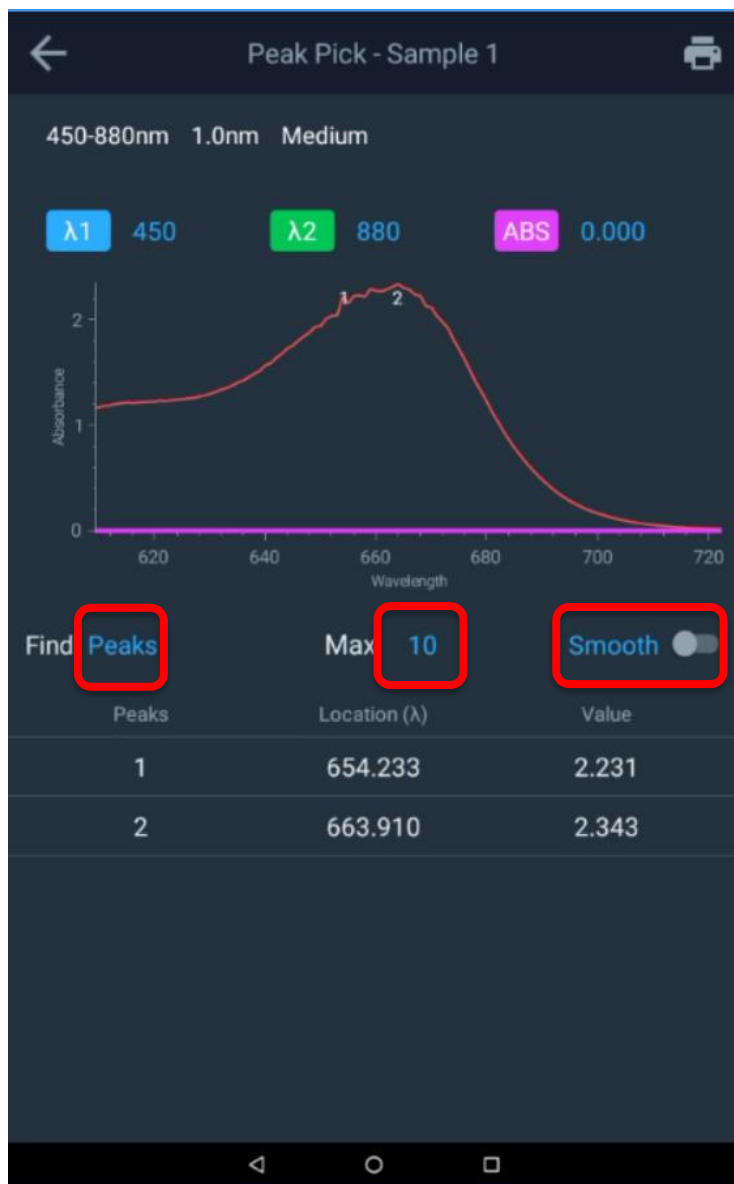 Peak Pick - Sample 1
450-880nm 1.0nm Medium
λ1 450 λ2 880 ABS 0.000
1 2
2
Absorbance
1
0
620 640 660 680 700 720
Wavelength
Find Peaks Max 10 Smooth
Peaks Location (λ) Value
1 654.233 2.231
2 663.910 2.343